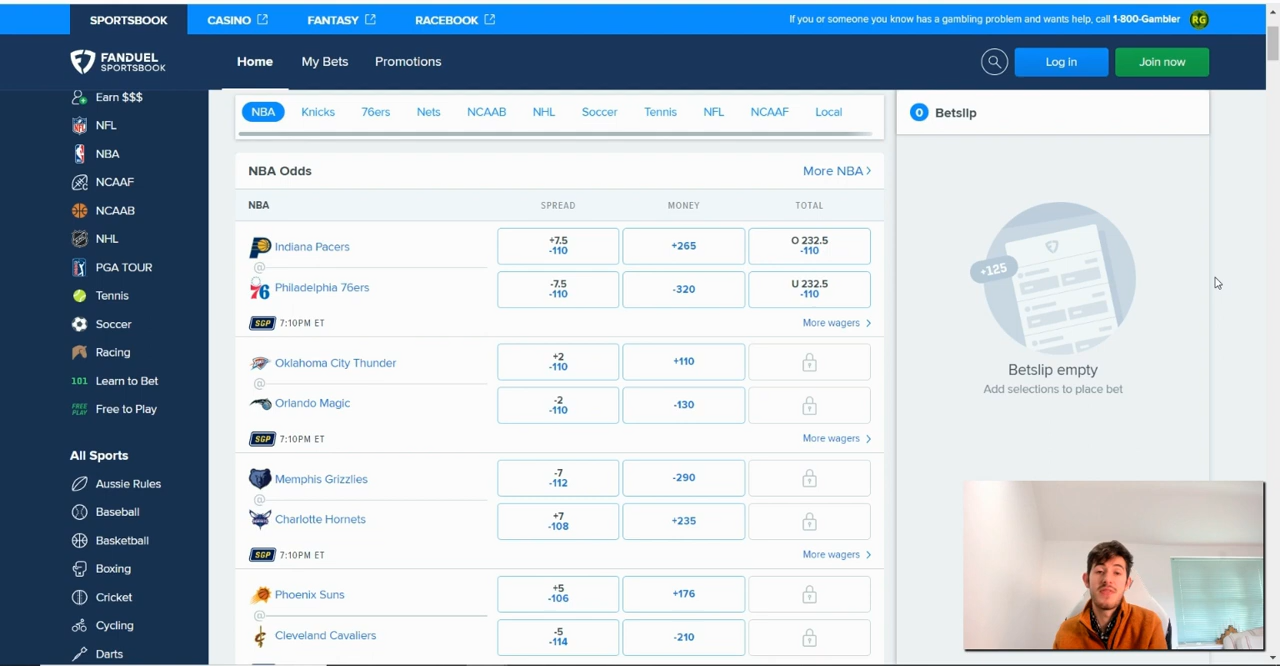 SPORTSBOOK CASINO FANTASY RACEBOOK If you or someone you know has a gambling problem and wants help, call 1-800-Gambler RG
FANDUEL
SPORTSBOOK
Home My Bets Promotions Log in Join now
Earn $$$
NFL
NBA
NCAAF
NCAAB
NHL
PGA TOUR
Tennis
Soccer
Racing
101 Learn to Bet
FREE PLAY Free to Play
All Sports
Aussie Rules
Baseball
Basketball
Boxing
Cricket
Cycling
Darts
NBA Knicks 76ers Nets NCAAB NHL Soccer Tennis NFL NCAAF Local
NBA Odds More NBA
NBA SPREAD MONEY TOTAL
Indiana Pacers +7.5 -110 +265 O 232.5 -110
@
Philadelphia 76ers -7.5 -110 -320 U 232.5 -110
SGP 7:10PM ET More wagers
Oklahoma City Thunder +2 -110 +110
@
Orlando Magic -2 -110 -130
SGP 7:10PM ET More wagers
Memphis Grizzlies -7 -112 -290
@
Charlotte Hornets +7 -108 +235
SGP 7:10PM ET More wagers
Phoenix Suns +5 -106 +176
@
Cleveland Cavaliers -5 -114 -210
0 Betslip
+125
Betslip empty
Add selections to place bet